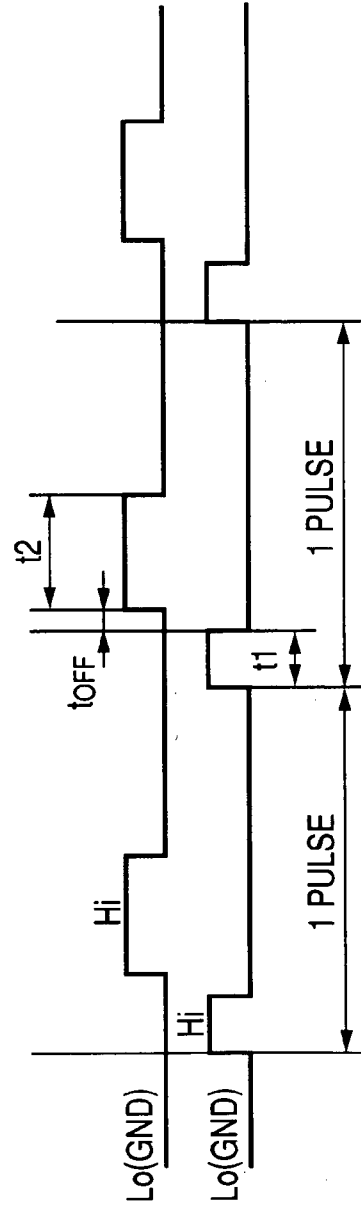 t2
tOFF
Hi
Lo(GND)
Hi
t1
Lo(GND)
1 PULSE
1 PULSE